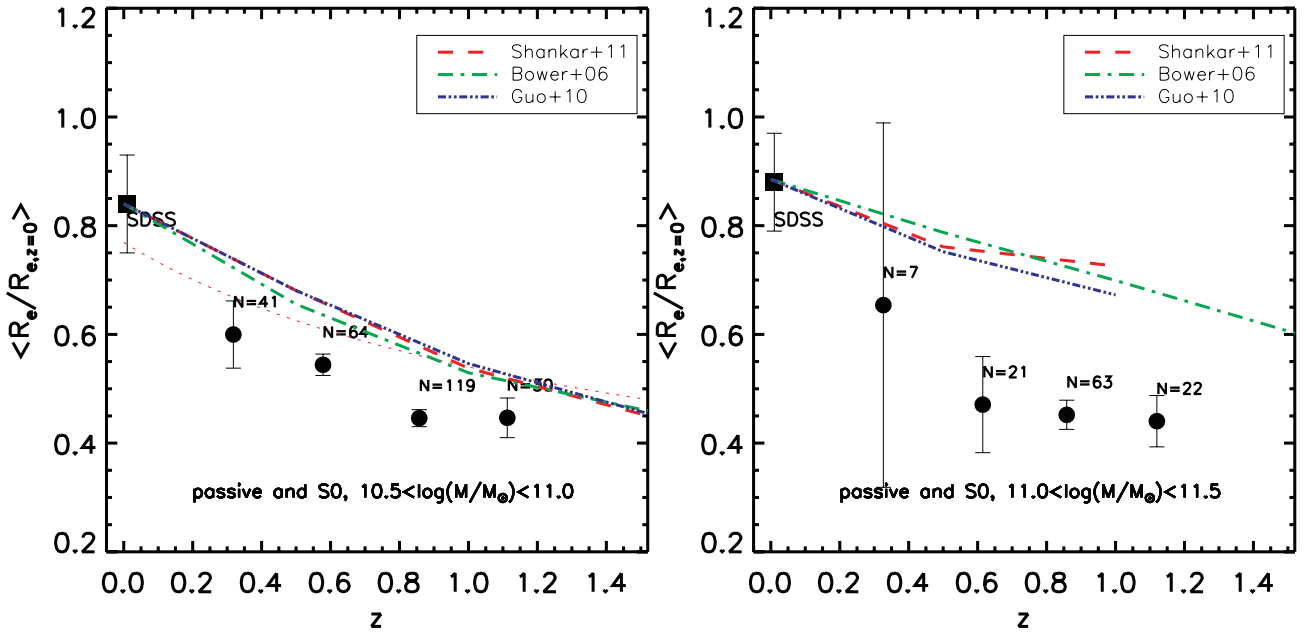 1.2
1.0
0.8
0.6
0.4
0.2
<R_e/R_{e,z=0}>
Shankar+11
Bower+06
Guo+10
SDSS
N=41
N=64
N=119
N=30
passive and S0, 10.5<log(M/M⊙)<11.0
0.0 0.2 0.4 0.6 0.8 1.0 1.2 1.4
z
1.2
1.0
0.8
0.6
0.4
0.2
<R_e/R_{e,z=0}>
Shankar+11
Bower+06
Guo+10
SDSS
N=7
N=21
N=63
N=22
passive and S0, 11.0<log(M/M⊙)<11.5
0.0 0.2 0.4 0.6 0.8 1.0 1.2 1.4
z